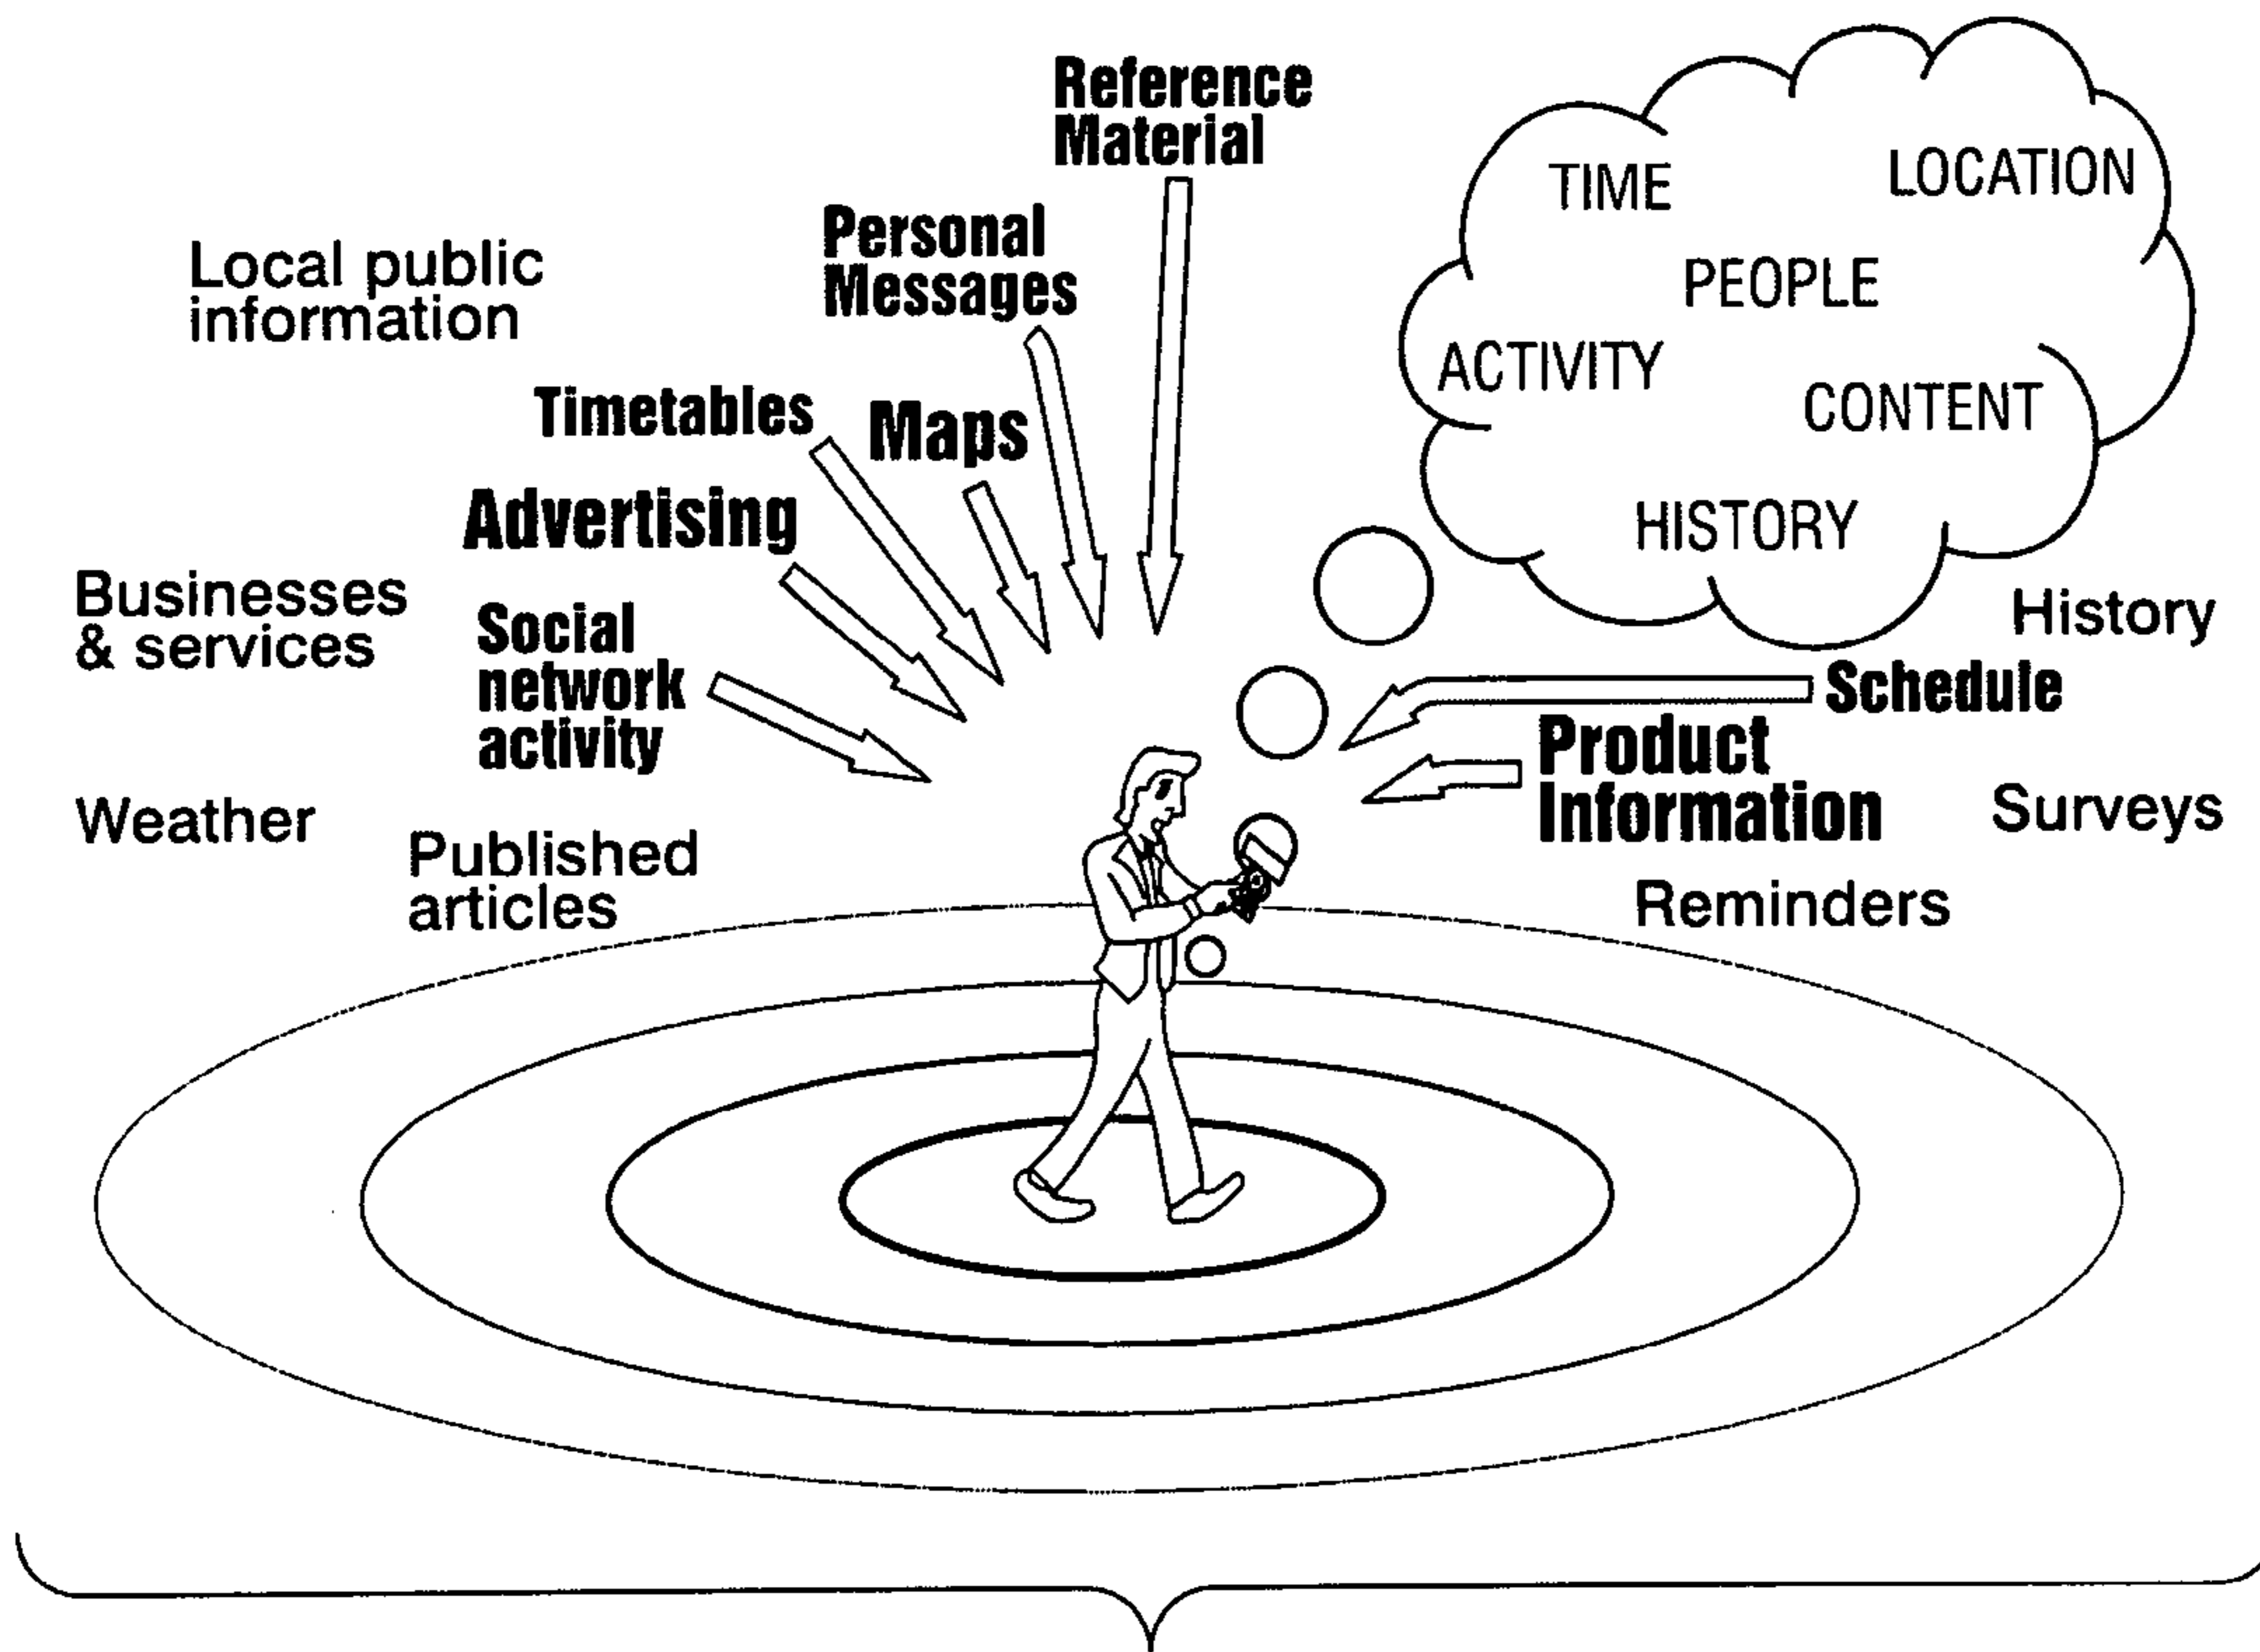 Reference
Material
TIME
LOCATION
PEOPLE
ACTIVITY
CONTENT
HISTORY
Personal
Messages
Local public
information
Timetables
Maps
Advertising
Businesses
& services
Social
network
activity
History
Schedule
Product
Information
Weather
Surveys
Published
articles
Reminders